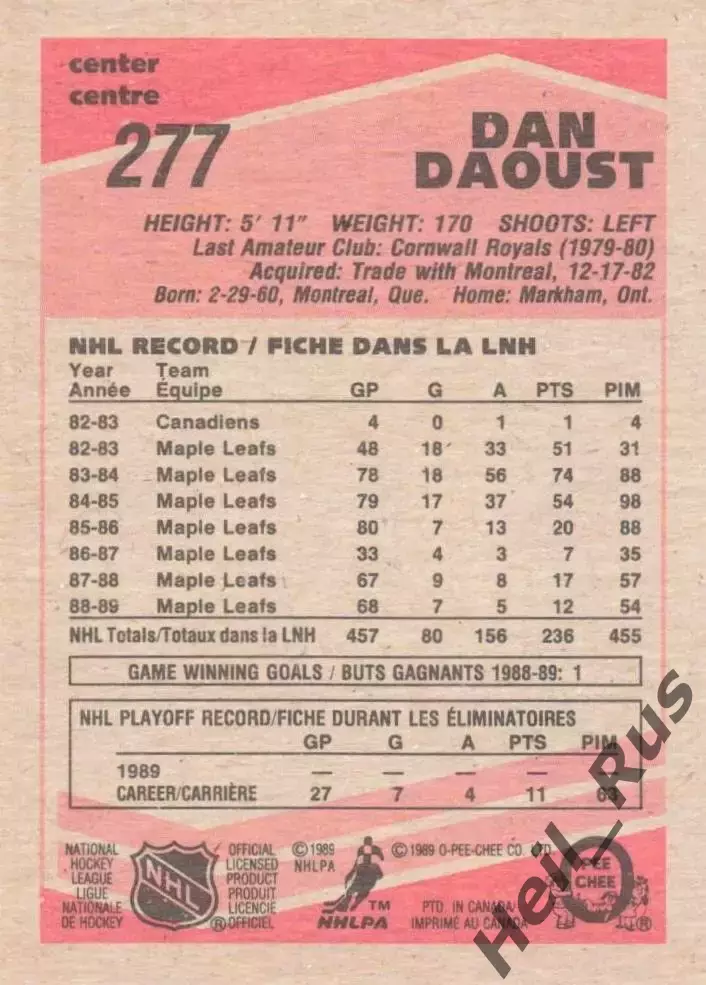 center
centre
277
DAN
DAOUST
HEIGHT: 5' 11" WEIGHT: 170 SHOOTS: LEFT
Last Amateur Club: Cornwall Royals (1979-80)
Acquired: Trade with Montreal, 12-17-82
Born: 2-29-60, Montreal, Que. Home: Markham, Ont.
NHL RECORD / FICHE DANS LA LNH
Year Team
Année Équipe GP G A PTS PIM
82-83 Canadiens 4 0 1 1 4
82-83 Maple Leafs 48 18 33 51 31
83-84 Maple Leafs 78 18 56 74 88
84-85 Maple Leafs 79 17 37 54 98
85-86 Maple Leafs 80 7 13 20 88
86-87 Maple Leafs 33 4 3 7 35
87-88 Maple Leafs 67 9 8 17 57
88-89 Maple Leafs 68 7 5 12 54
NHL Totals/Totaux dans la LNH 457 80 156 236 455
GAME WINNING GOALS / BUTS GAGNANTS 1988-89: 1
NHL PLAYOFF RECORD/FICHE DURANT LES ÉLIMINATOIRES
GP G A PTS PIM
1989 — — — — —
CAREER/CARRIÈRE 27 7 4 11 63
NATIONAL
HOCKEY
LEAGUE
LIGUE
NATIONALE
DE HOCKEY
NHL
OFFICIAL
LICENSED
PRODUCT
PRODUIT
LICENCIE
®OFFICIEL
©1989
NHLPA
TM
NHLPA
©1989 O-PEE-CHEE CO. LTD.
PTD. IN CANADA
IMPRIMÉ AU CANADA
O
PEE
CHEE
®
Heil_Rus